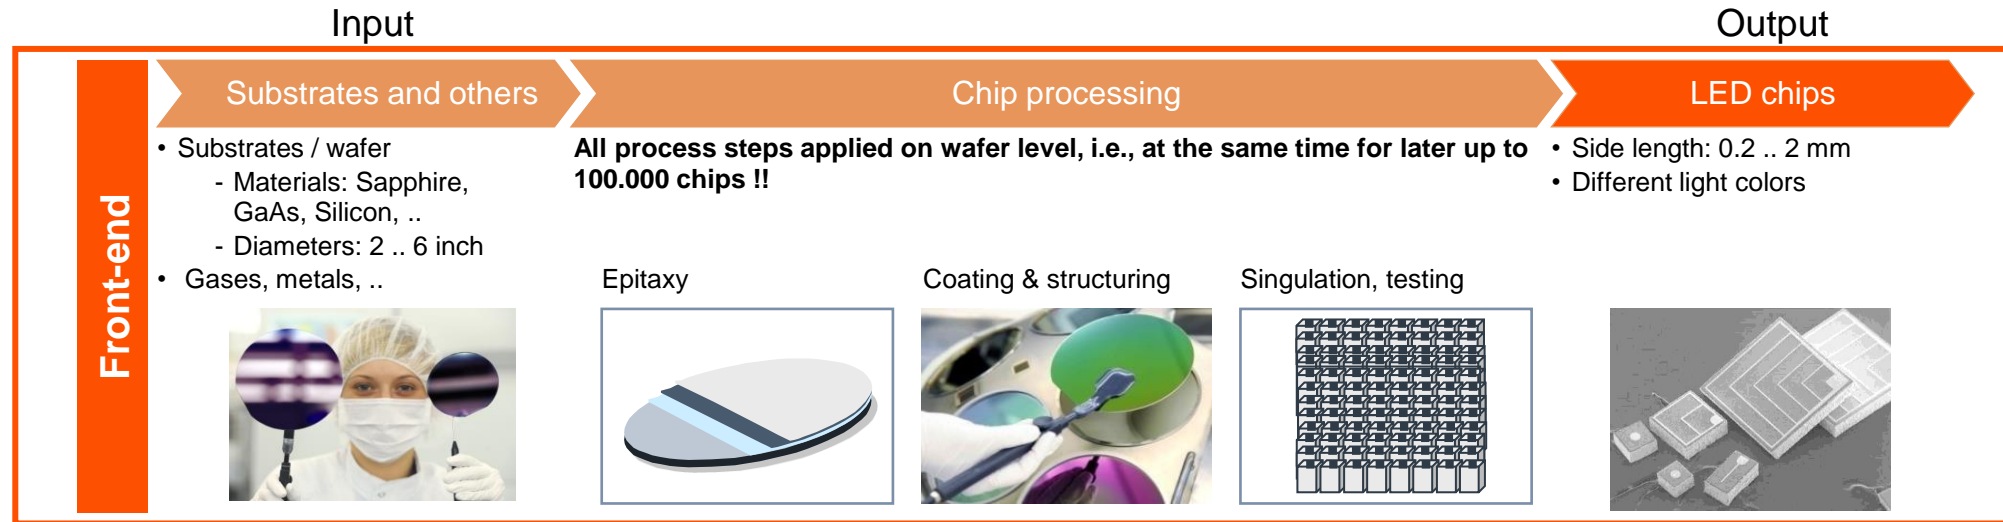 Input
Output
Front-end
Substrates and others
Chip processing
LED chips
• Substrates / wafer
- Materials: Sapphire,
GaAs, Silicon, ..
- Diameters: 2 .. 6 inch
• Gases, metals, ..
All process steps applied on wafer level, i.e., at the same time for later up to
100.000 chips !!
Epitaxy
Coating & structuring
Singulation, testing
• Side length: 0.2 .. 2 mm
• Different light colors